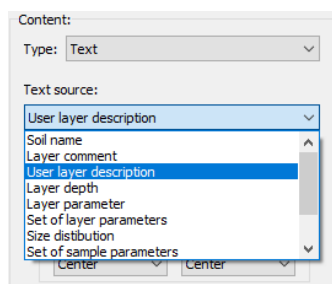 Content:
Type: Text
Text source:
User layer description
Soil name
Layer comment
User layer description
Layer depth
Layer parameter
Set of layer parameters
Size distibution
Set of sample parameters
Center Center